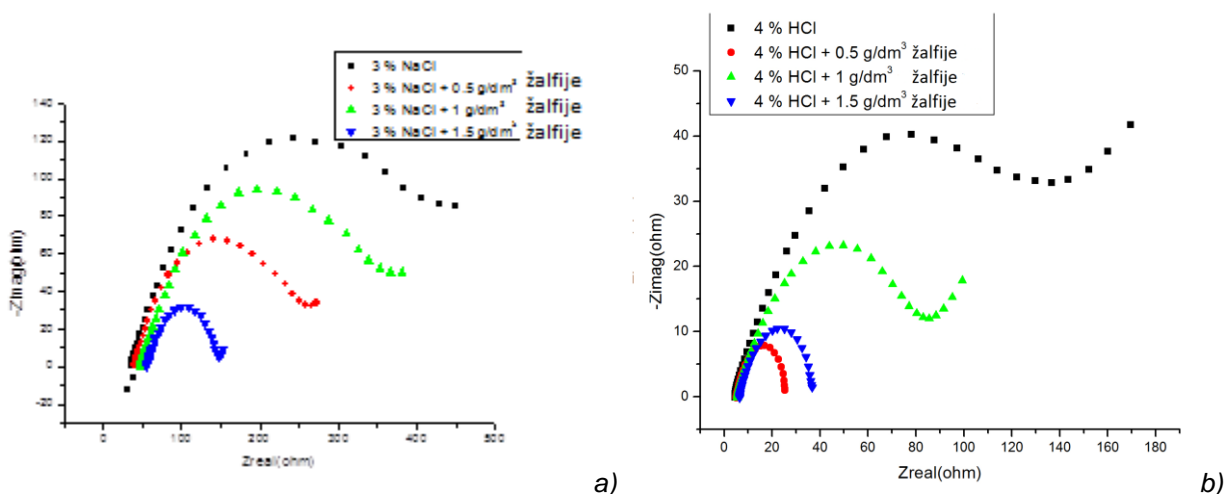 3 % NaCl
3 % NaCl + 0.5 g/dm³ žalfije
3 % NaCl + 1 g/dm³ žalfije
3 % NaCl + 1.5 g/dm³ žalfije
140
120
100
80
60
40
20
0
-20
-Zimag(ohm)
0 100 200 300 400 500
Zreal(ohm)
a)
4 % HCl
4 % HCl + 0.5 g/dm³ žalfije
4 % HCl + 1 g/dm³ žalfije
4 % HCl + 1.5 g/dm³ žalfije
50
40
30
20
10
0
-Zimag(ohm)
0 20 40 60 80 100 120 140 160 180
Zreal(ohm)
b)